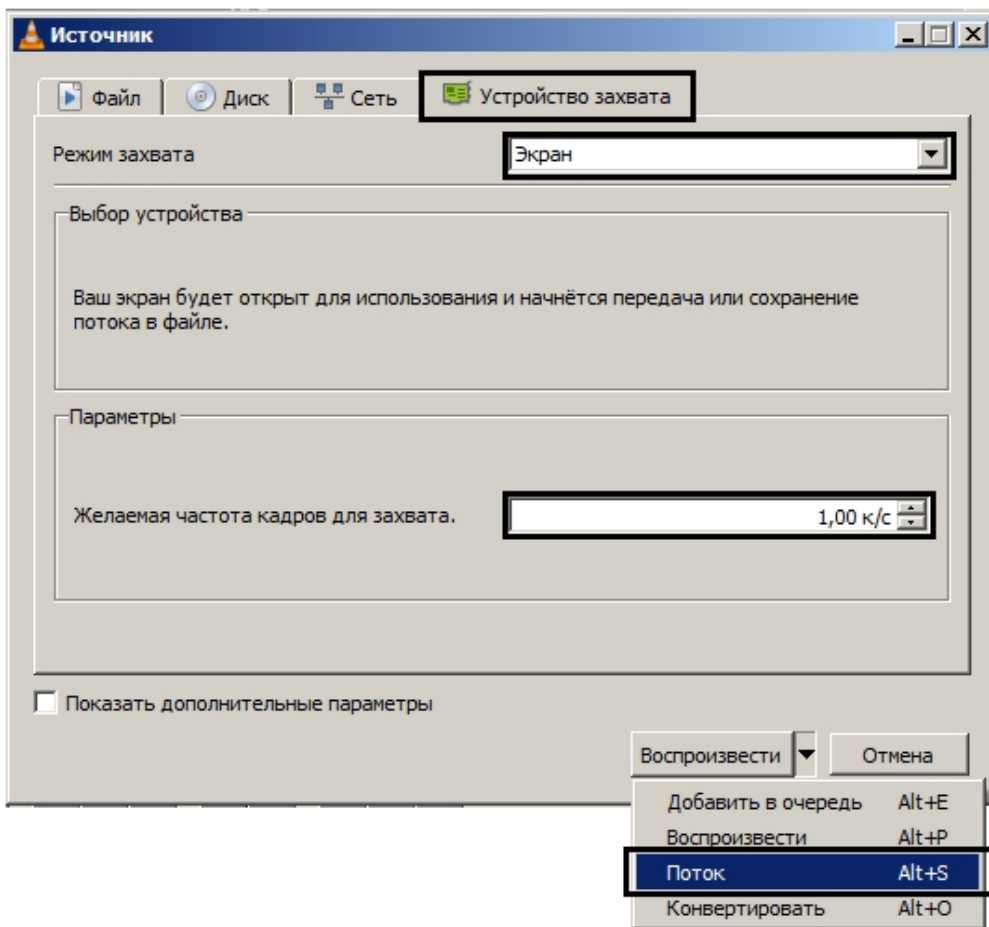 Источник
Файл
Диск
Сеть
Устройство захвата
Режим захвата
Экран
Выбор устройства
Ваш экран будет открыт для использования и начнётся передача или сохранение
потока в файле.
Параметры
Желаемая частота кадров для захвата.
1,00 к/с
Показать дополнительные параметры
Воспроизвести
Отмена
Добавить в очередь Alt+E
Воспроизвести Alt+P
Поток Alt+S
Конвертировать Alt+O